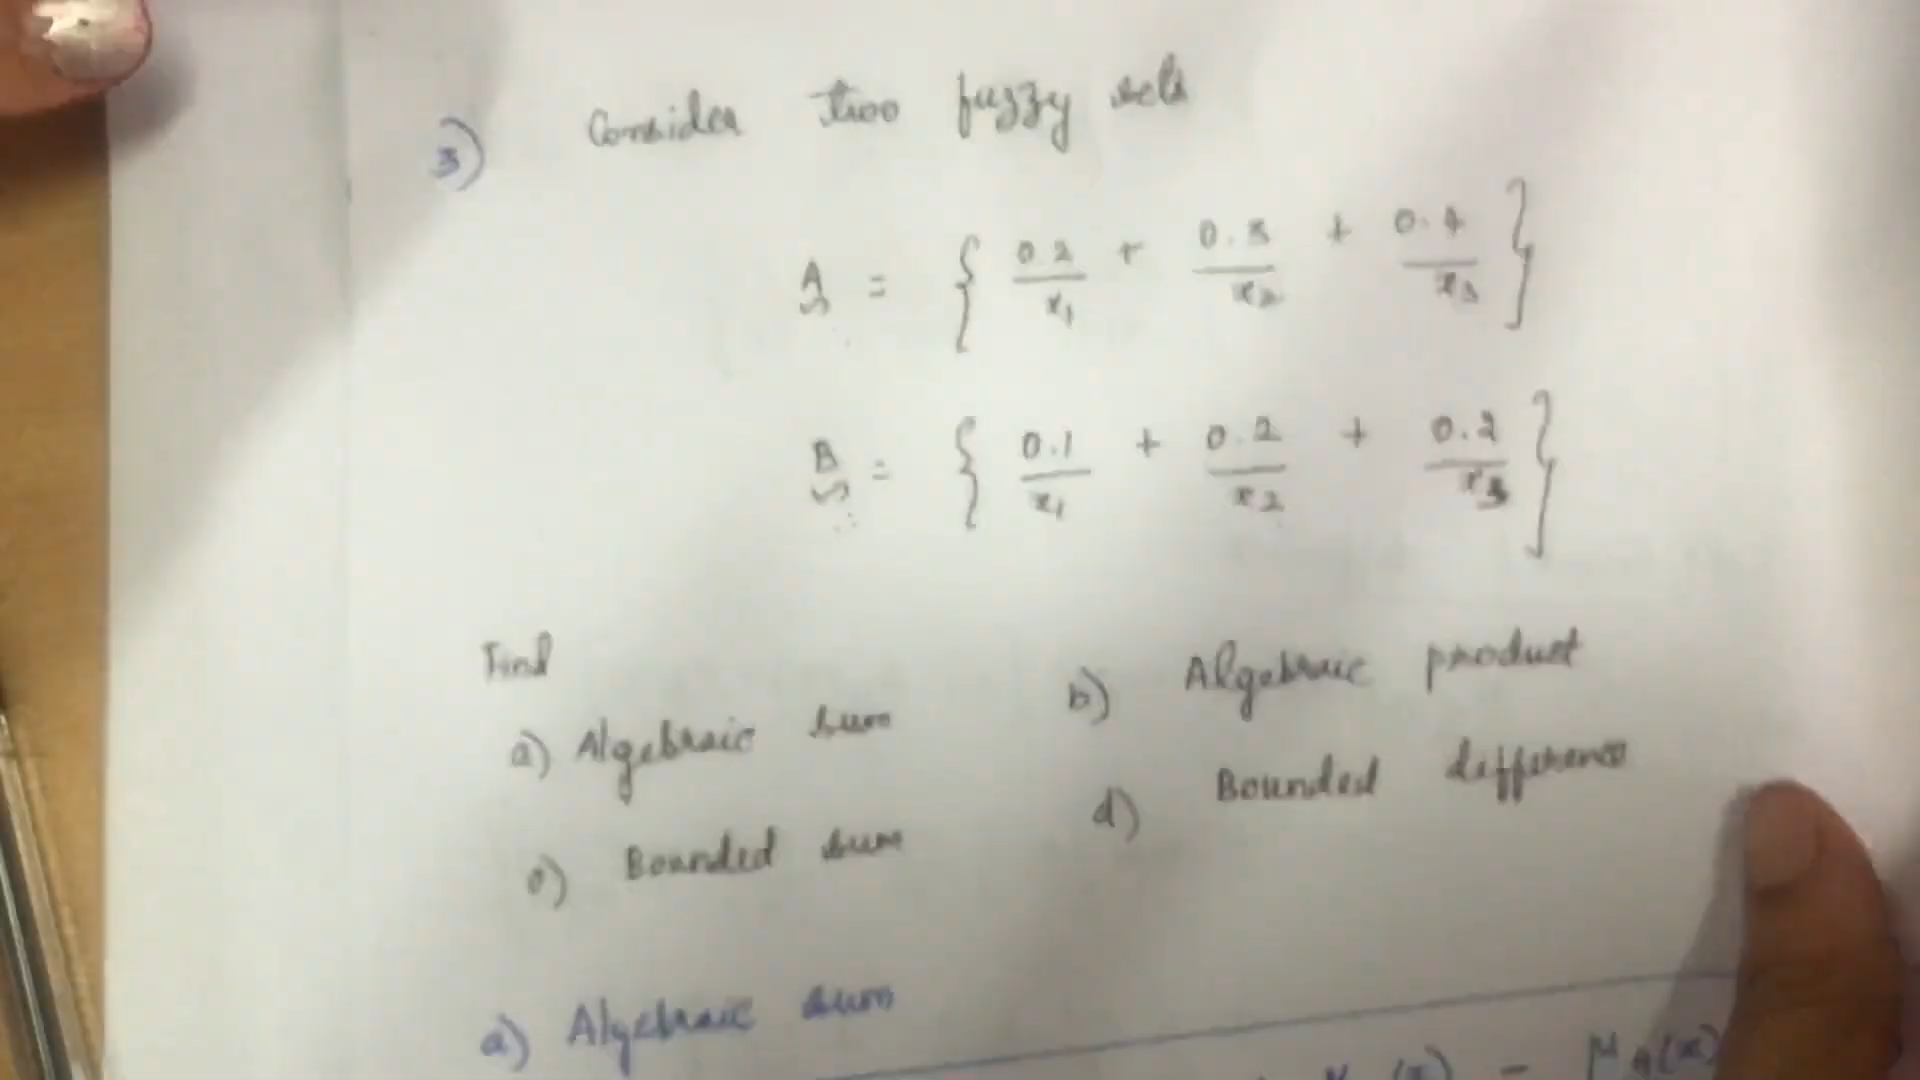 3) Consider two fuzzy sets
A = { 0.2/x1 + 0.3/x2 + 0.4/x3 }
B = { 0.1/x1 + 0.2/x2 + 0.2/x3 }
Find
a) Algebraic sum b) Algebraic product
c) Bounded sum d) Bounded difference
a) Algebraic sum
(x) - μA(x)